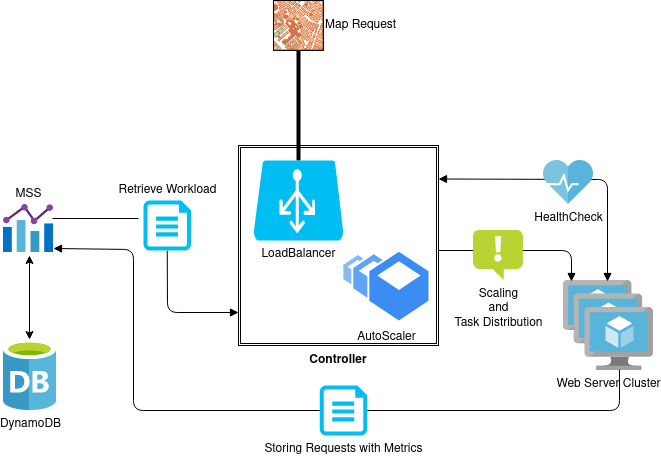 Map Request
MSS
Retrieve Workload
LoadBalancer
AutoScaler
Controller
HealthCheck
Scaling
and
Task Distribution
Web Server Cluster
DB
DynamoDB
Storing Requests with Metrics